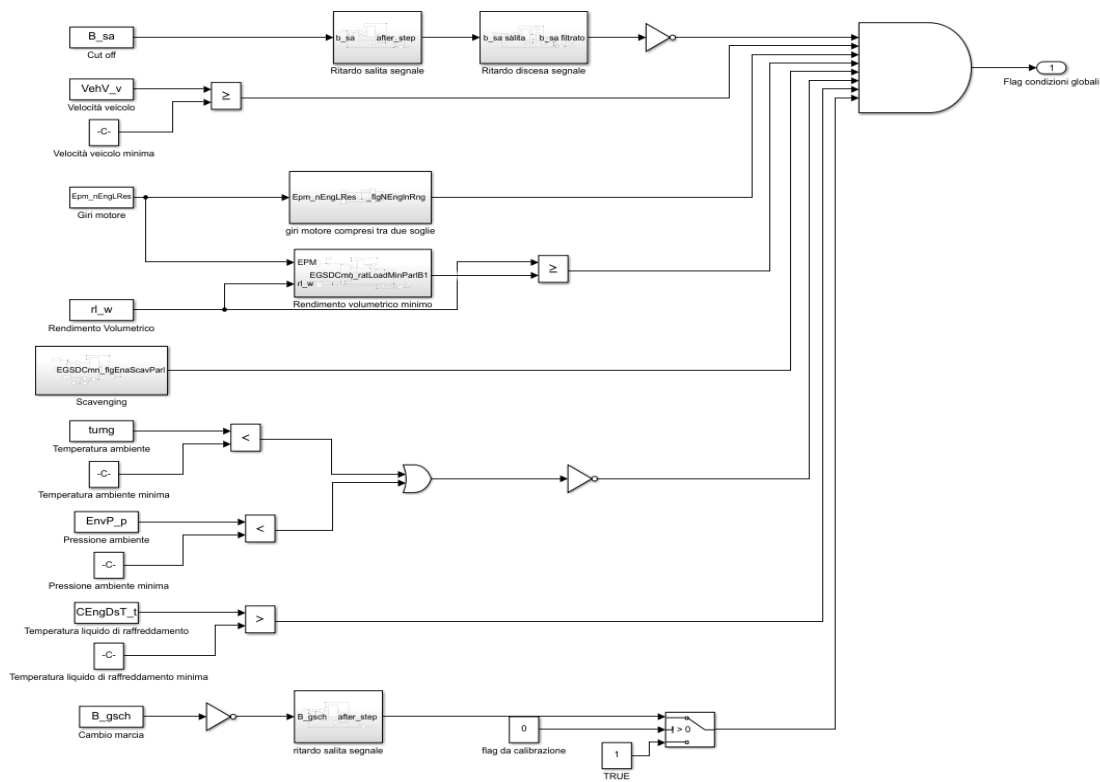 B_sa
Cut off
b_sa after_step
Ritardo salita segnale
b_sa sàlita b_sa filtrato
Ritardo discesa segnale
1
Flag condizioni globali
VehV_v
Velocità veicolo
≥
-C-
Velocità veicolo minima
Epm_nEngLRes
Giri motore
Epm_nEngLRes _flgNEngInRng
giri motore compresi tra due soglie
EPM
rl_w
EGSDCmn_ratLoadMinParlB1
Rendimento volumetrico minimo
≥
rl_w
Rendimento Volumetrico
EGSDCmn_flgEnaScavParl
Scavenging
tumg
Temperatura ambiente
<
-C-
Temperatura ambiente minima
EnvP_p
Pressione ambiente
<
-C-
Pressione ambiente minima
CEngDsT_t
Temperatura liquido di raffreddamento
>
-C-
Temperatura liquido di raffreddamento minima
B_gsch
Cambio marcia
B_gsch after_step
ritardo salita segnale
0
flag da calibrazione
> 0
1
TRUE